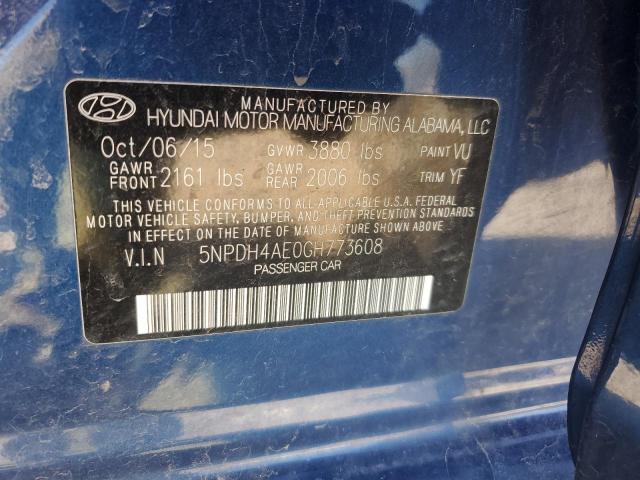 MANUFACTURED BY
HYUNDAI MOTOR MANUFACTURING ALABAMA, LLC
Oct/06/15 GVWR 3880 lbs PAINT VU
GAWR FRONT 2161 lbs GAWR REAR 2006 lbs TRIM YF
THIS VEHICLE CONFORMS TO ALL APPLICABLE U.S.A. FEDERAL
MOTOR VEHICLE SAFETY, BUMPER, AND THEFT PREVENTION STANDARDS
IN EFFECT ON THE DATE OF MANUFACTURE SHOWN ABOVE.
V.I.N 5NPDH4AE0GH773608
PASSENGER CAR